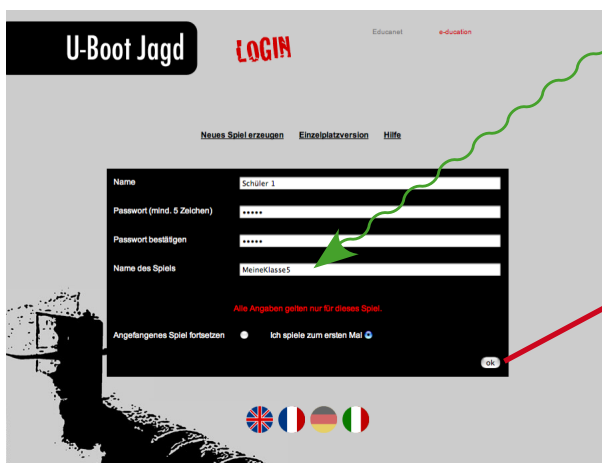 U-Boot Jagd
LOGIN
Educanet e-ducation
Neues Spiel erzeugen Einzelplatzversion Hilfe
Name Schüler 1
Passwort (mind. 5 Zeichen) •••••
Passwort bestätigen •••••
Name des Spiels MeineKlasse5
Alle Angaben gelten nur für dieses Spiel.
Angefangenes Spiel fortsetzen Ich spiele zum ersten Mal
ok